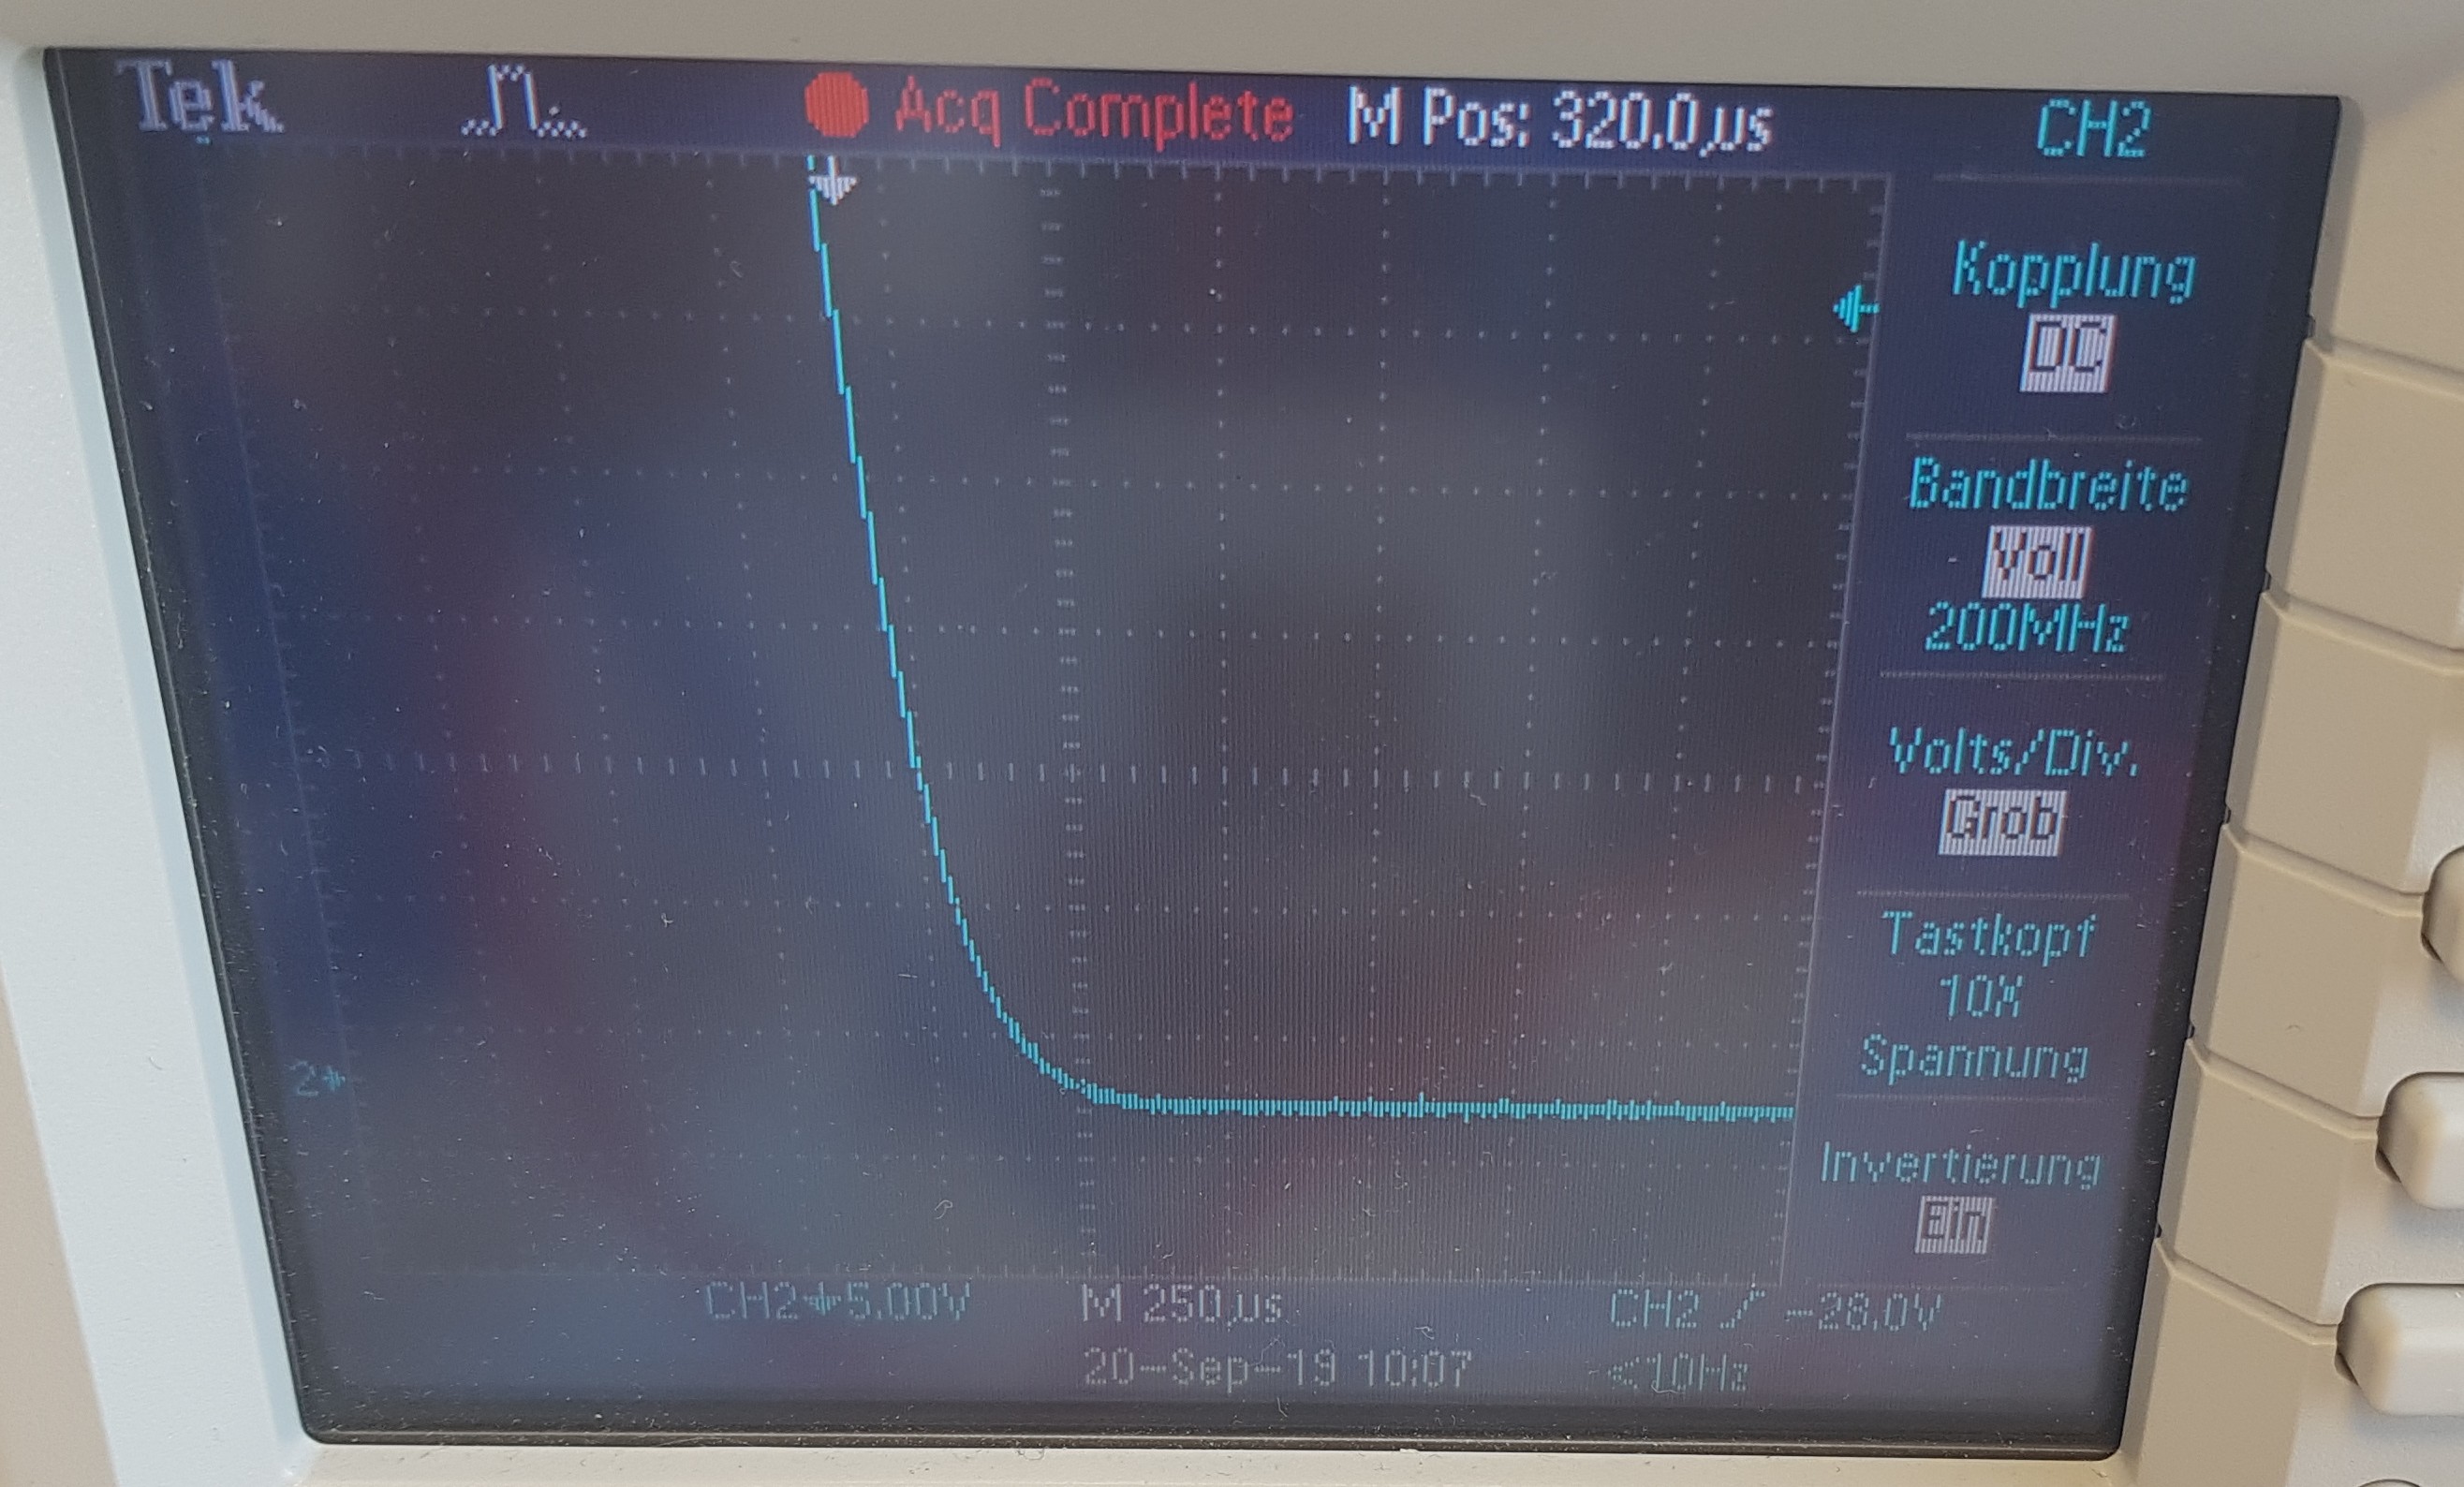 Tek Acq Complete M Pos: 320.0µs CH2
Kopplung
DC
Bandbreite
Voll
200MHz
Volts/Div.
Grob
Tastkopf
10X
Spannung
Invertierung
Ein
2
CH2 5.00V M 250µs CH2 -28.0V
20-Sep-19 10:07 <10Hz